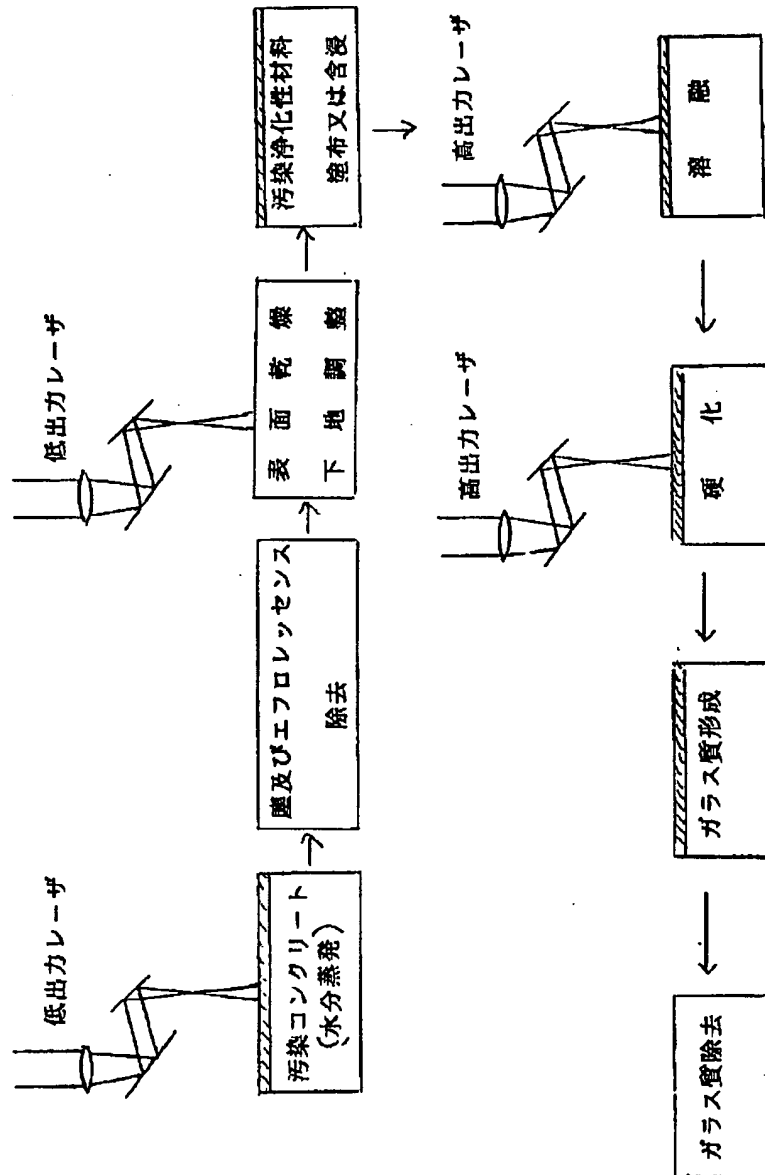 低出力レーザ
汚染コンクリート
(水分蒸発)
塵及びエフロレッセンス
除去
低出力レーザ
表面乾燥
下地調整
汚染浄化性材料
塗布又は含浸
高出力レーザ
溶融
高出力レーザ
硬化
ガラス質形成
ガラス質除去